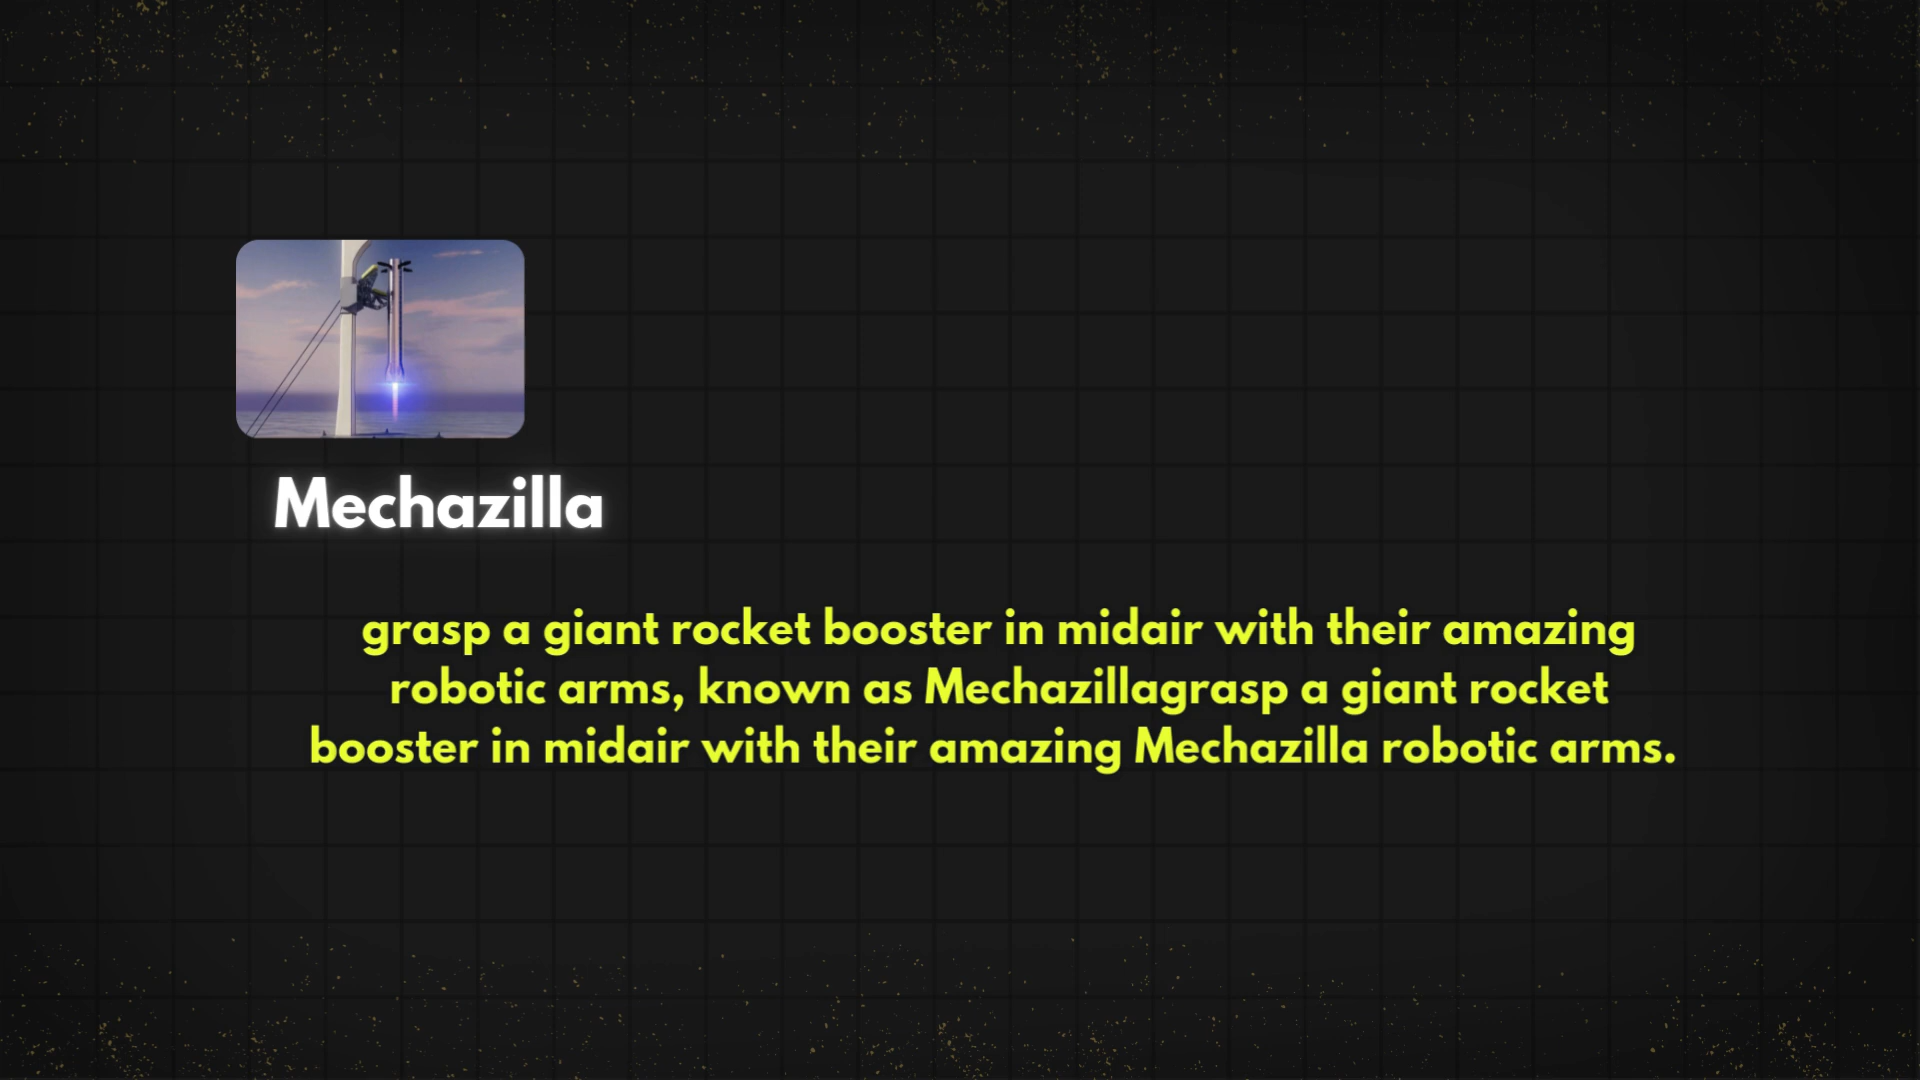 Mechazilla
grasp a giant rocket booster in midair with their amazing
robotic arms, known as Mechazillagrasp a giant rocket
booster in midair with their amazing Mechazilla robotic arms.